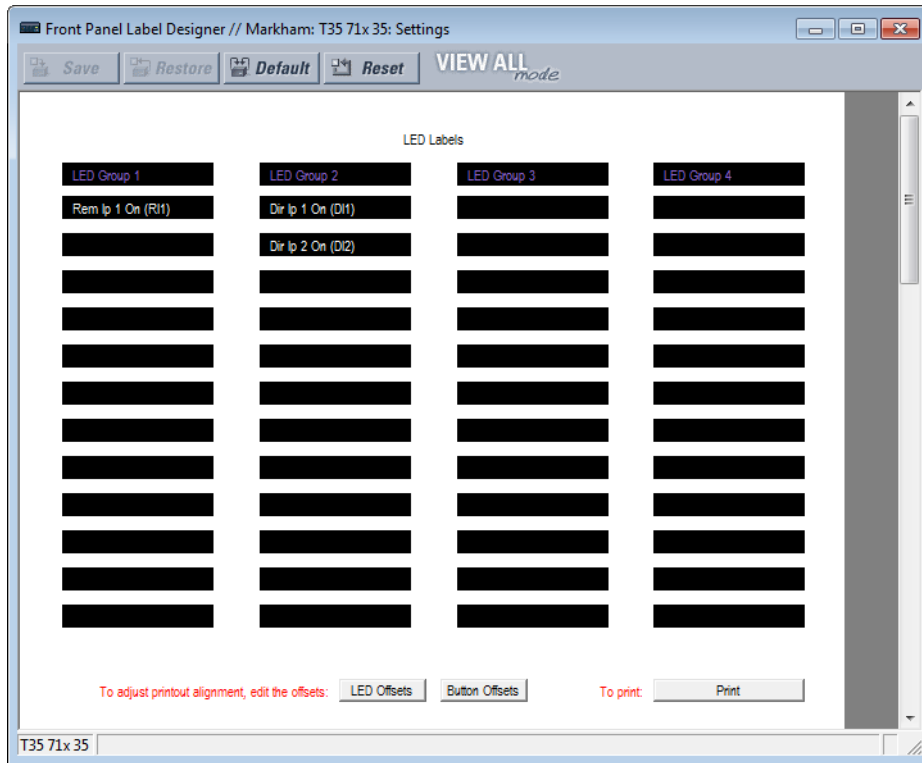 Front Panel Label Designer // Markham: T35 71x 35: Settings
Save Restore Default Reset VIEW ALL mode
LED Labels
LED Group 1 LED Group 2 LED Group 3 LED Group 4
Rem Ip 1 On (RI1) Dir Ip 1 On (DI1)
Dir Ip 2 On (DI2)
To adjust printout alignment, edit the offsets: LED Offsets Button Offsets To print: Print
T35 71x 35